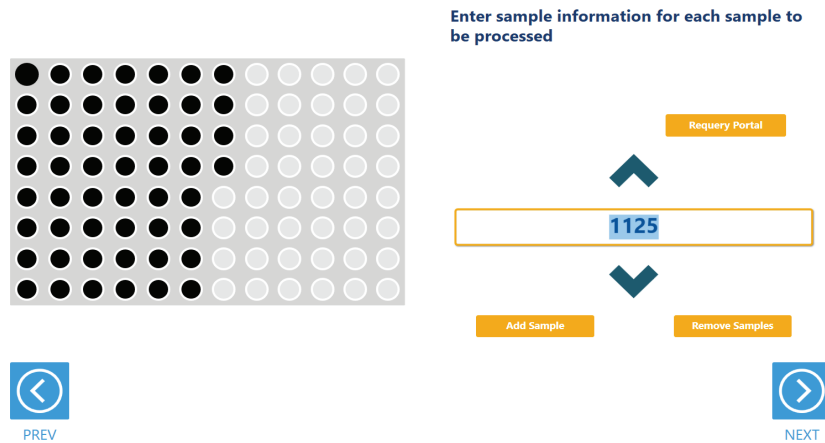 Enter sample information for each sample to
be processed
Requery Portal
1125
Add Sample
Remove Samples
PREV
NEXT